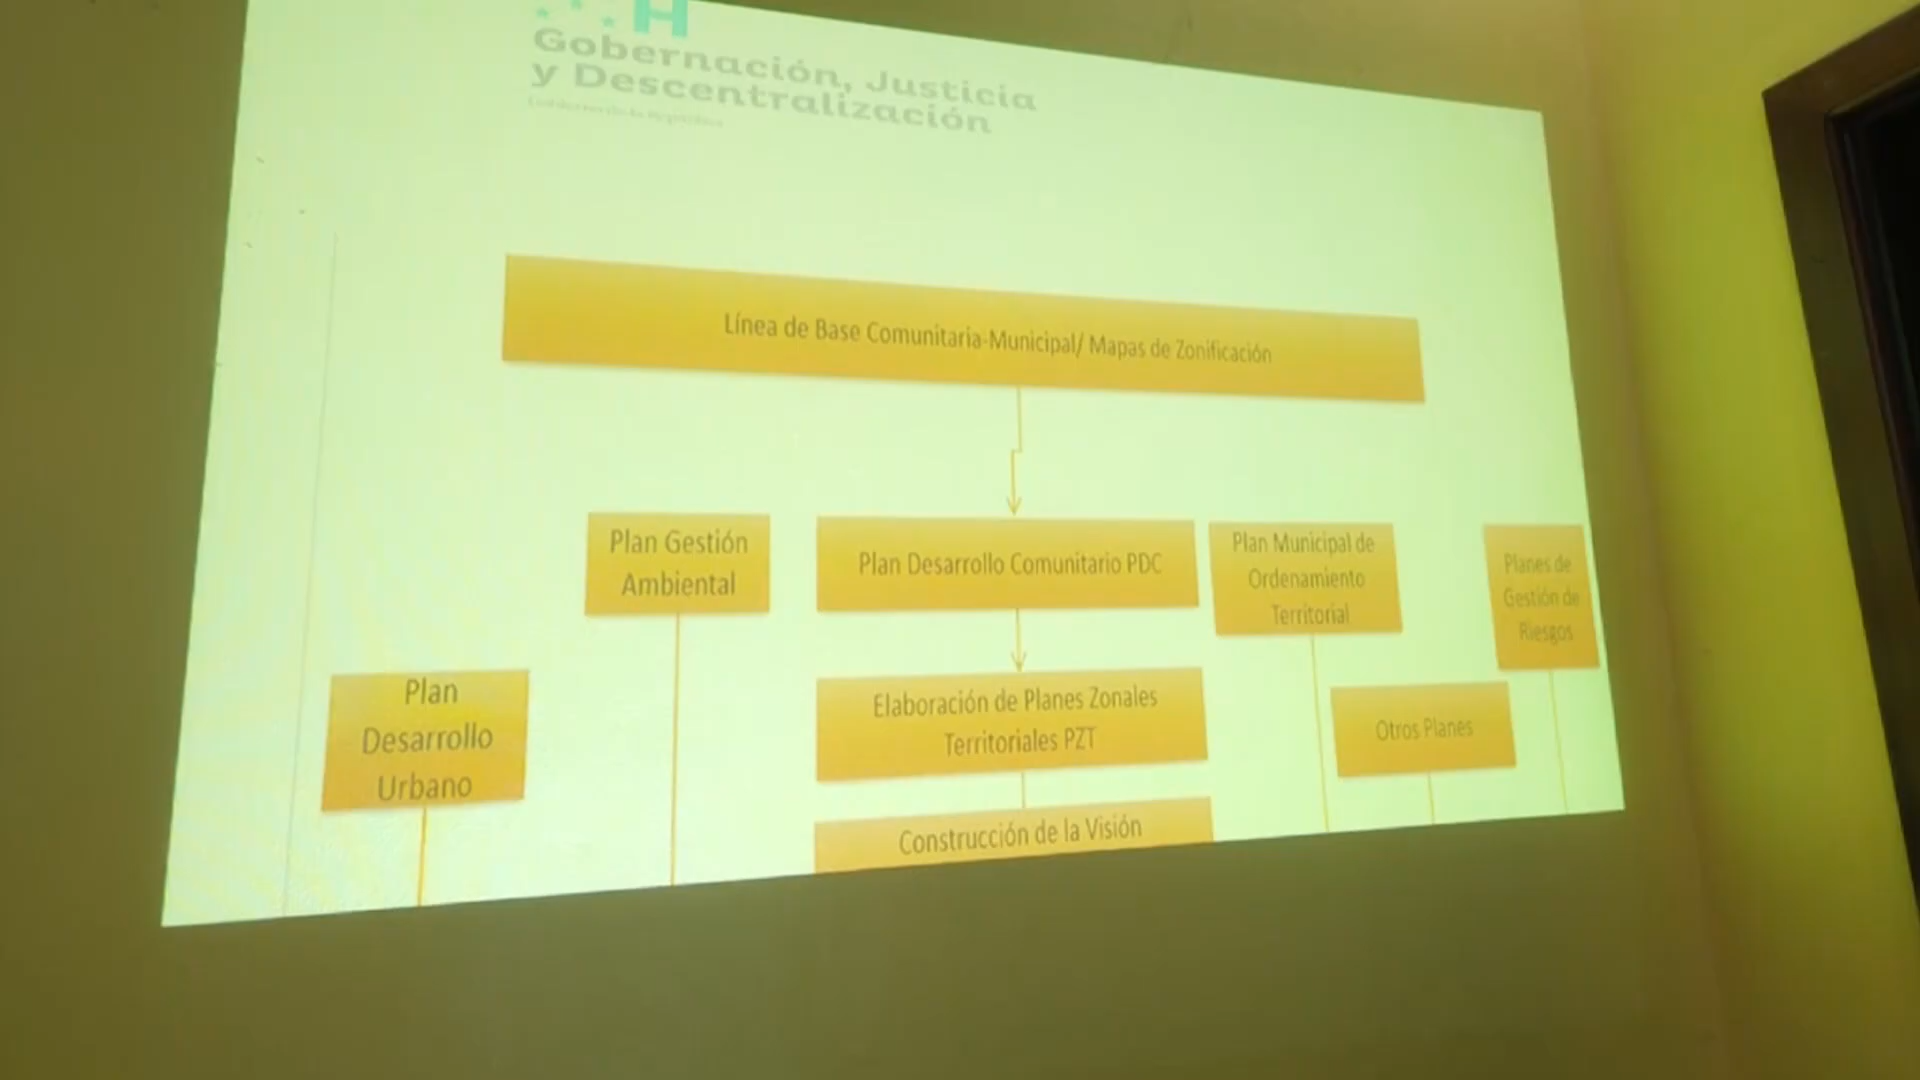 H
Gobernación, Justicia
y Descentralización
Línea de Base Comunitaria-Municipal/ Mapas de Zonificación
Plan Gestión
Ambiental
Plan Desarrollo Comunitario PDC
Plan Municipal de
Ordenamiento
Territorial
Planes de
Gestión de
Riesgos
Plan
Desarrollo
Urbano
Elaboración de Planes Zonales
Territoriales PZT
Otros Planes
Construcción de la Visión